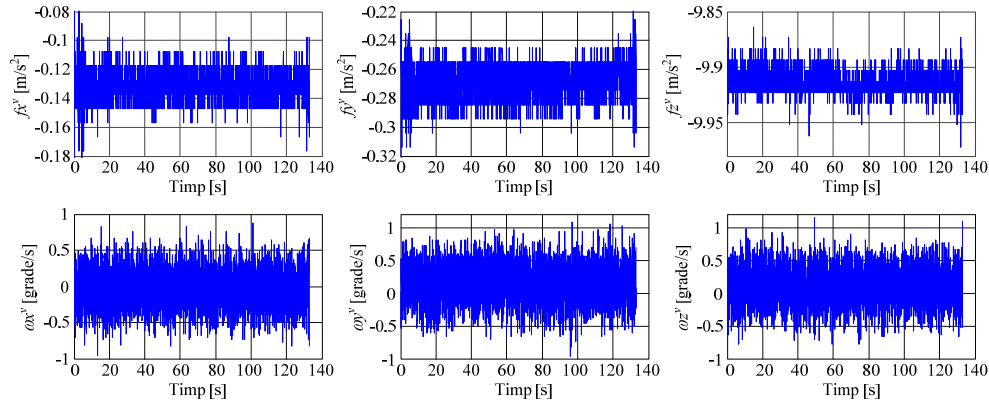 -0.08
-0.1
-0.12
-0.14
-0.16
-0.18
fx^v [m/s²]
0 20 40 60 80 100 120 140
Timp [s]
-0.22
-0.24
-0.26
-0.28
-0.3
-0.32
fy^v [m/s²]
0 20 40 60 80 100 120 140
Timp [s]
-9.85
-9.9
-9.95
fz^v [m/s²]
0 20 40 60 80 100 120 140
Timp [s]
1
0.5
0
-0.5
-1
ωx^v [grade/s]
0 20 40 60 80 100 120 140
Timp [s]
1
0.5
0
-0.5
-1
ωy^v [grade/s]
0 20 40 60 80 100 120 140
Timp [s]
1
0.5
0
-0.5
-1
ωz^v [grade/s]
0 20 40 60 80 100 120 140
Timp [s]